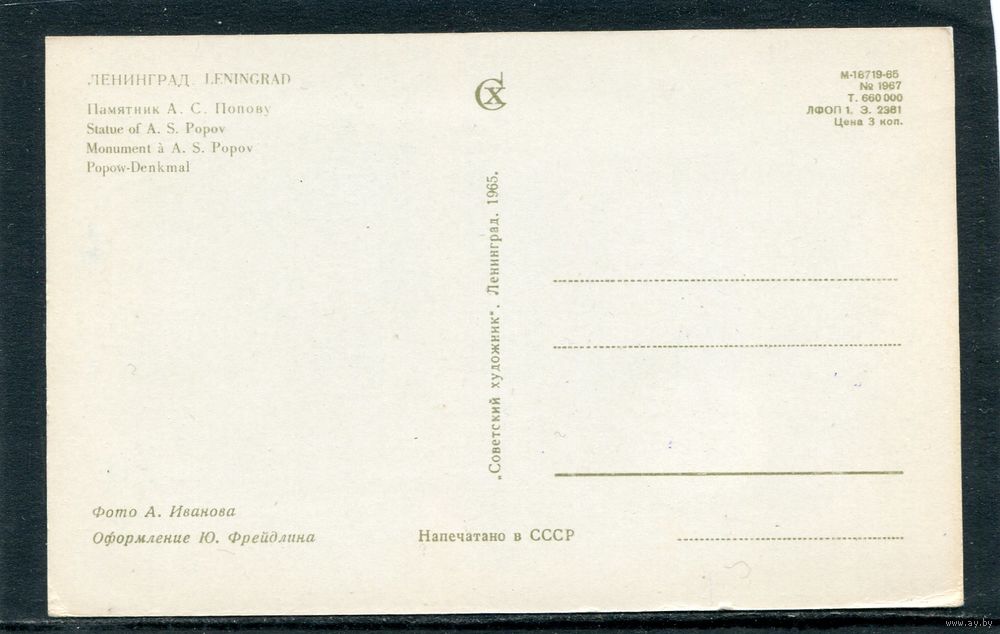 ЛЕНИНГРАД. LENINGRAD
Памятник А. С. Попову
Statue of A. S. Popov
Monument à A. S. Popov
Popow-Denkmal
СХ
М-18719-65
№ 1967
Т. 660 000
ЛФОП 1. З. 2381
Цена 3 коп.
„Советский художник". Ленинград. 1965.
Фото А. Иванова
Оформление Ю. Фрейдлина
Напечатано в СССР
www.ay.by